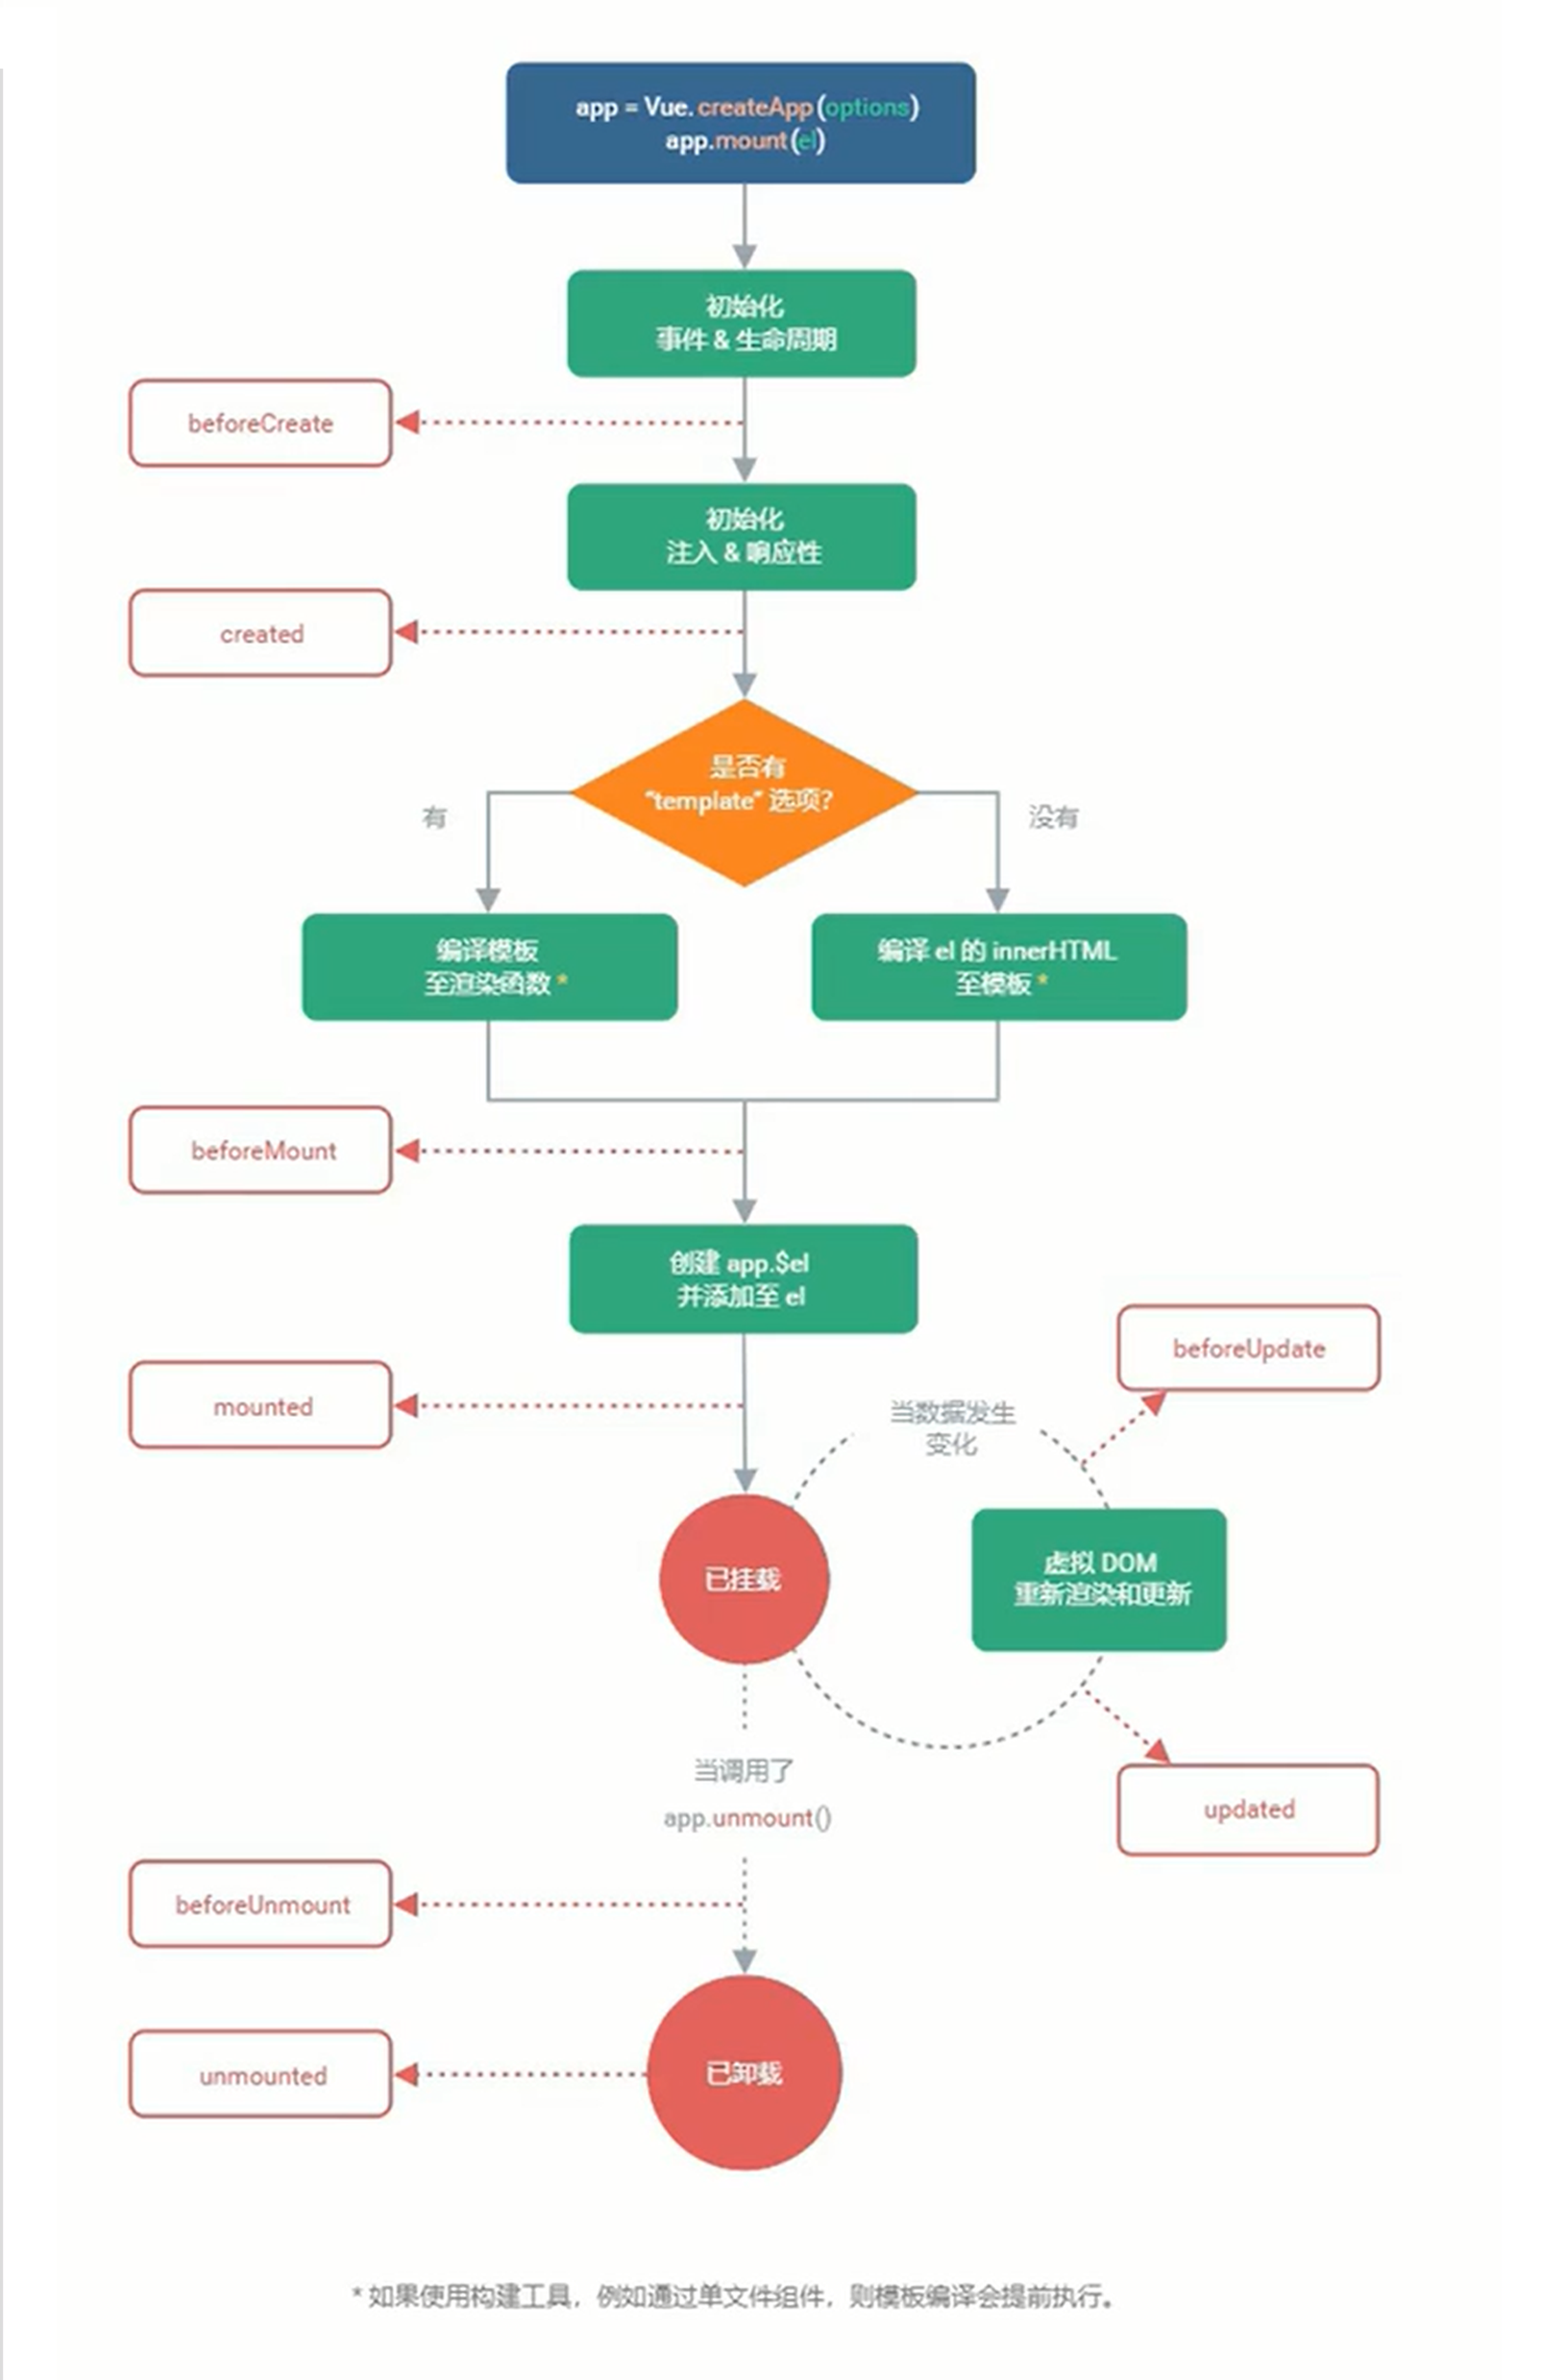 app = Vue.createApp(options)
app.mount(el)
初始化
事件 & 生命周期
beforeCreate
初始化
注入 & 响应性
created
是否有
“template” 选项?
有
没有
编译模板
至渲染函数 *
编译 el 的 innerHTML
至模板 *
beforeMount
创建 app.$el
并添加至 el
beforeUpdate
mounted
当数据发生
变化
已挂载
虚拟 DOM
重新渲染和更新
当调用了
app.unmount()
updated
beforeUnmount
已卸载
unmounted
* 如果使用构建工具，例如通过单文件组件，则模板编译会提前执行。